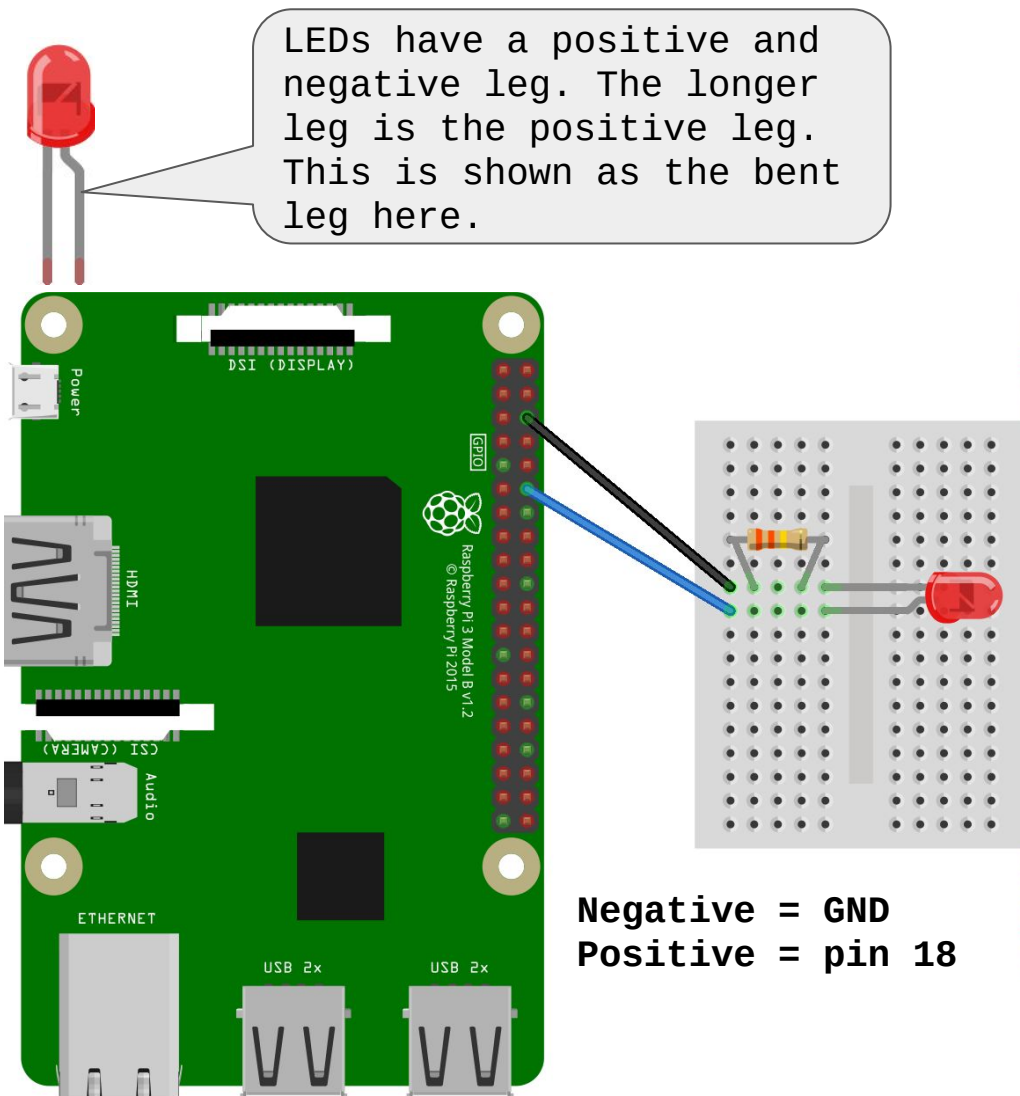 LEDs have a positive and
negative leg. The longer
leg is the positive leg.
This is shown as the bent
leg here.
DSI (DISPLAY)
Power
GPIO
HDMI
Raspberry Pi 3 Model B v1.2
© Raspberry Pi 2015
CSI (CAMERA)
Audio
ETHERNET
USB 2x
USB 2x
Negative = GND
Positive = pin 18